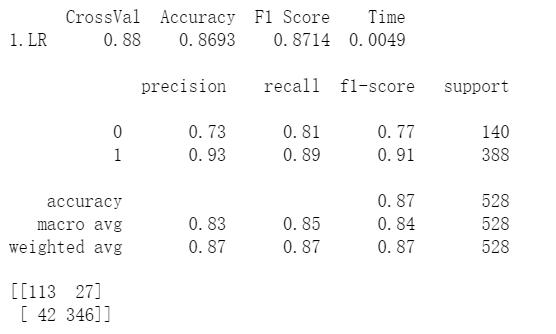 CrossVal Accuracy F1 Score Time
1.LR 0.88 0.8693 0.8714 0.0049
precision recall f1-score support
0 0.73 0.81 0.77 140
1 0.93 0.89 0.91 388
accuracy 0.87 528
macro avg 0.83 0.85 0.84 528
weighted avg 0.87 0.87 0.87 528
[[113 27]
[ 42 346]]